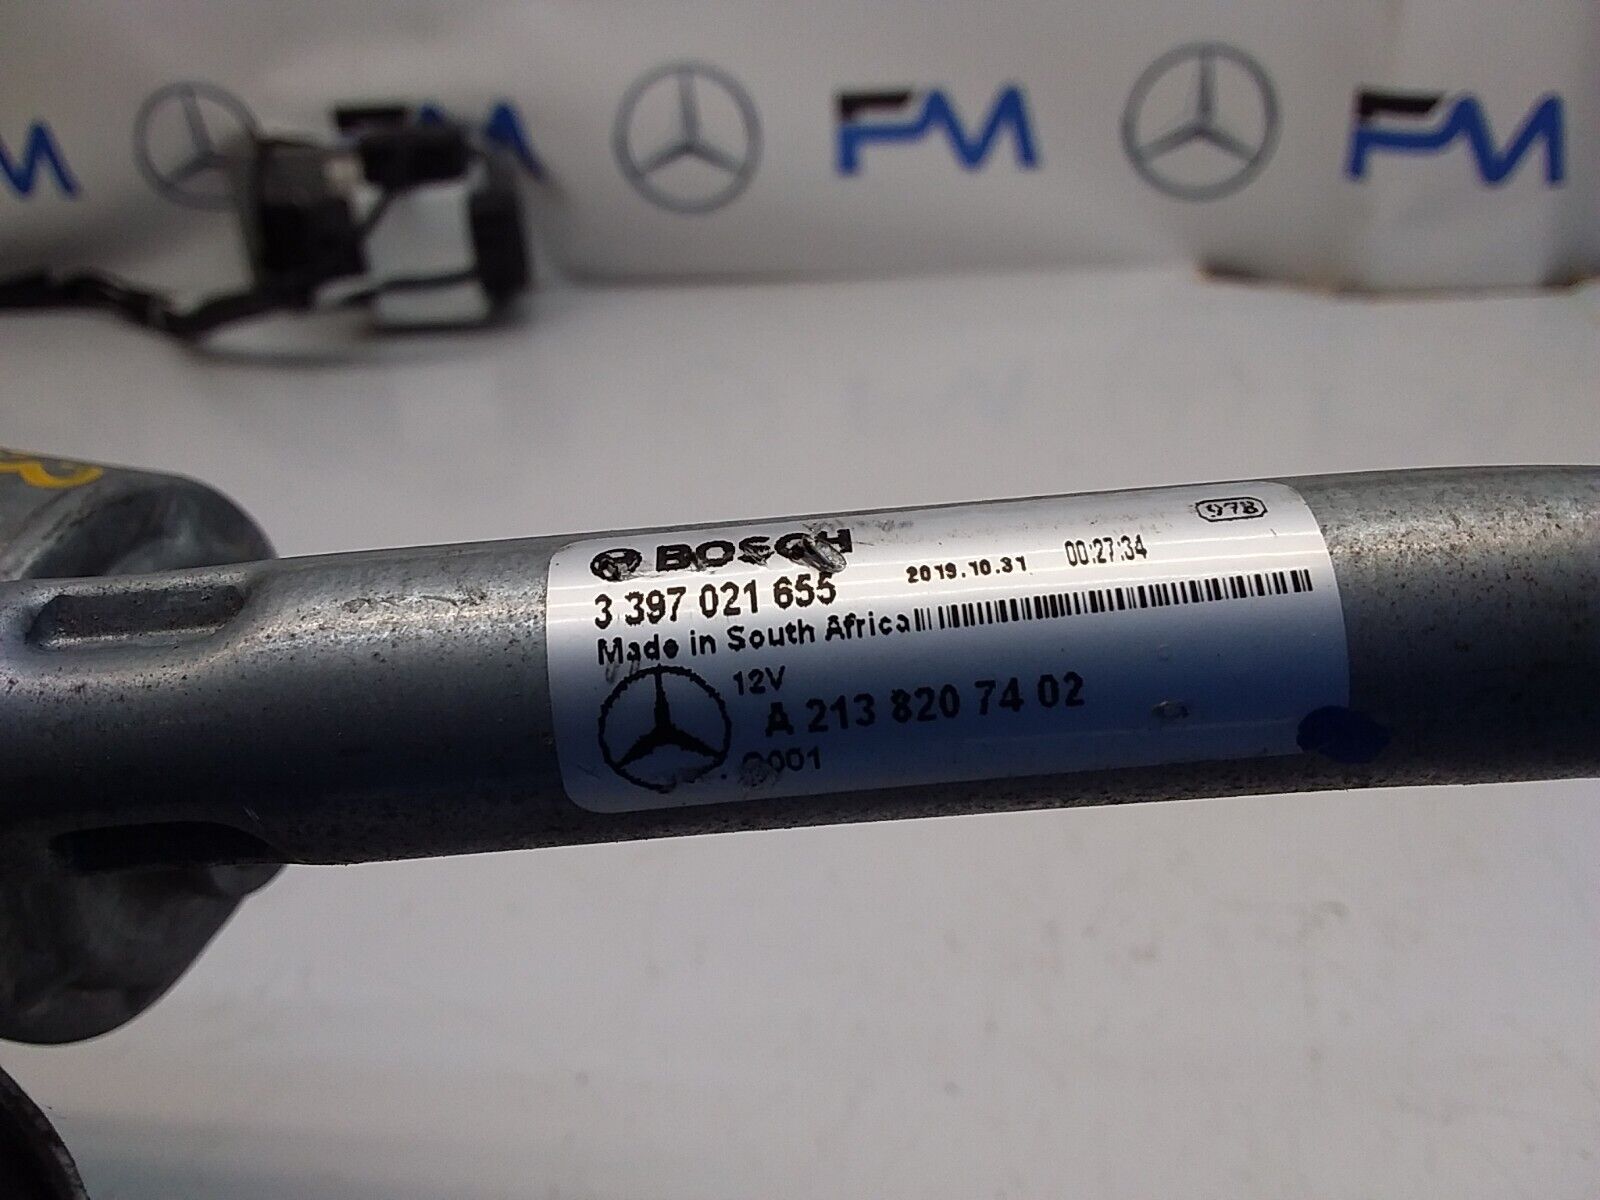 FM FM FM
978
BOSCH
3 397 021 655 2019.10.31 00:27:34
Made in South Africa
12V
A 213 820 74 02
0001